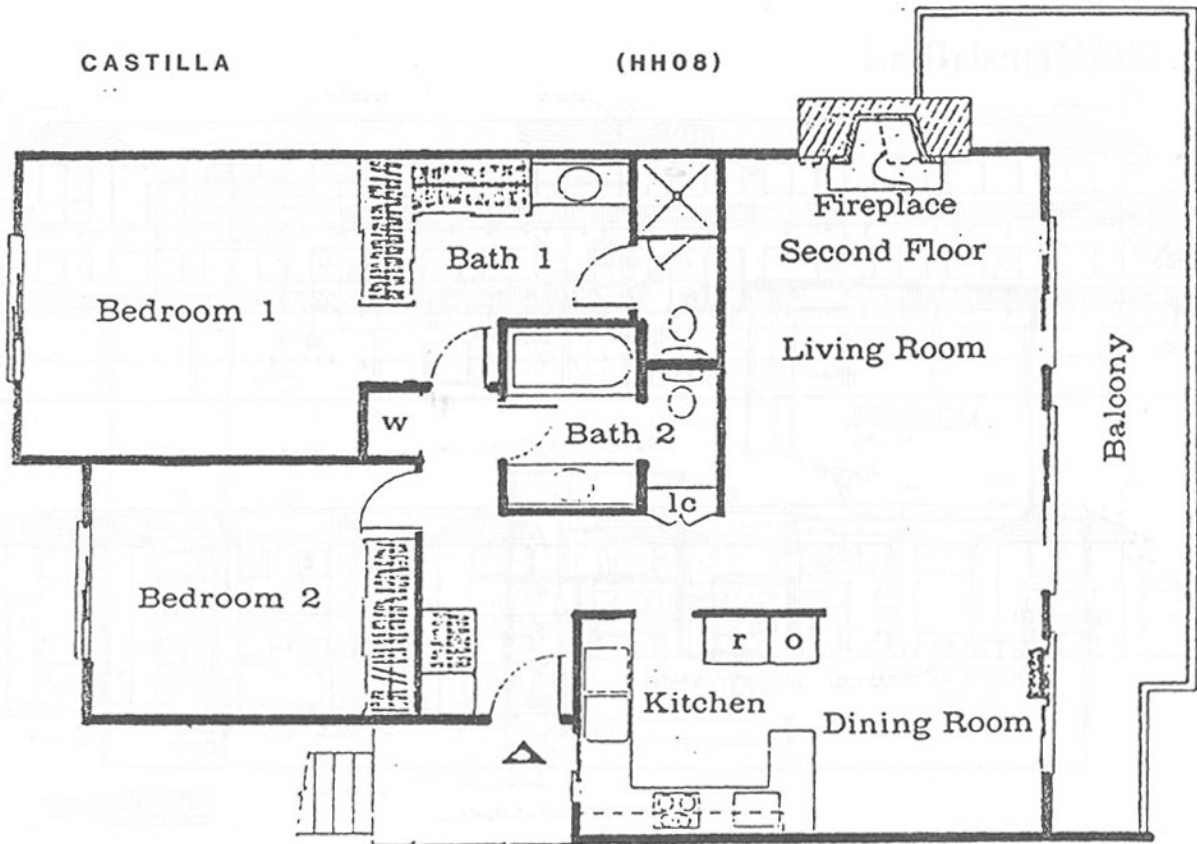 CASTILLA (HH08)
Fireplace
Second Floor
Bath 1
Bedroom 1
Living Room
Balcony
w
Bath 2
lc
Bedroom 2
r o
Kitchen
Dining Room